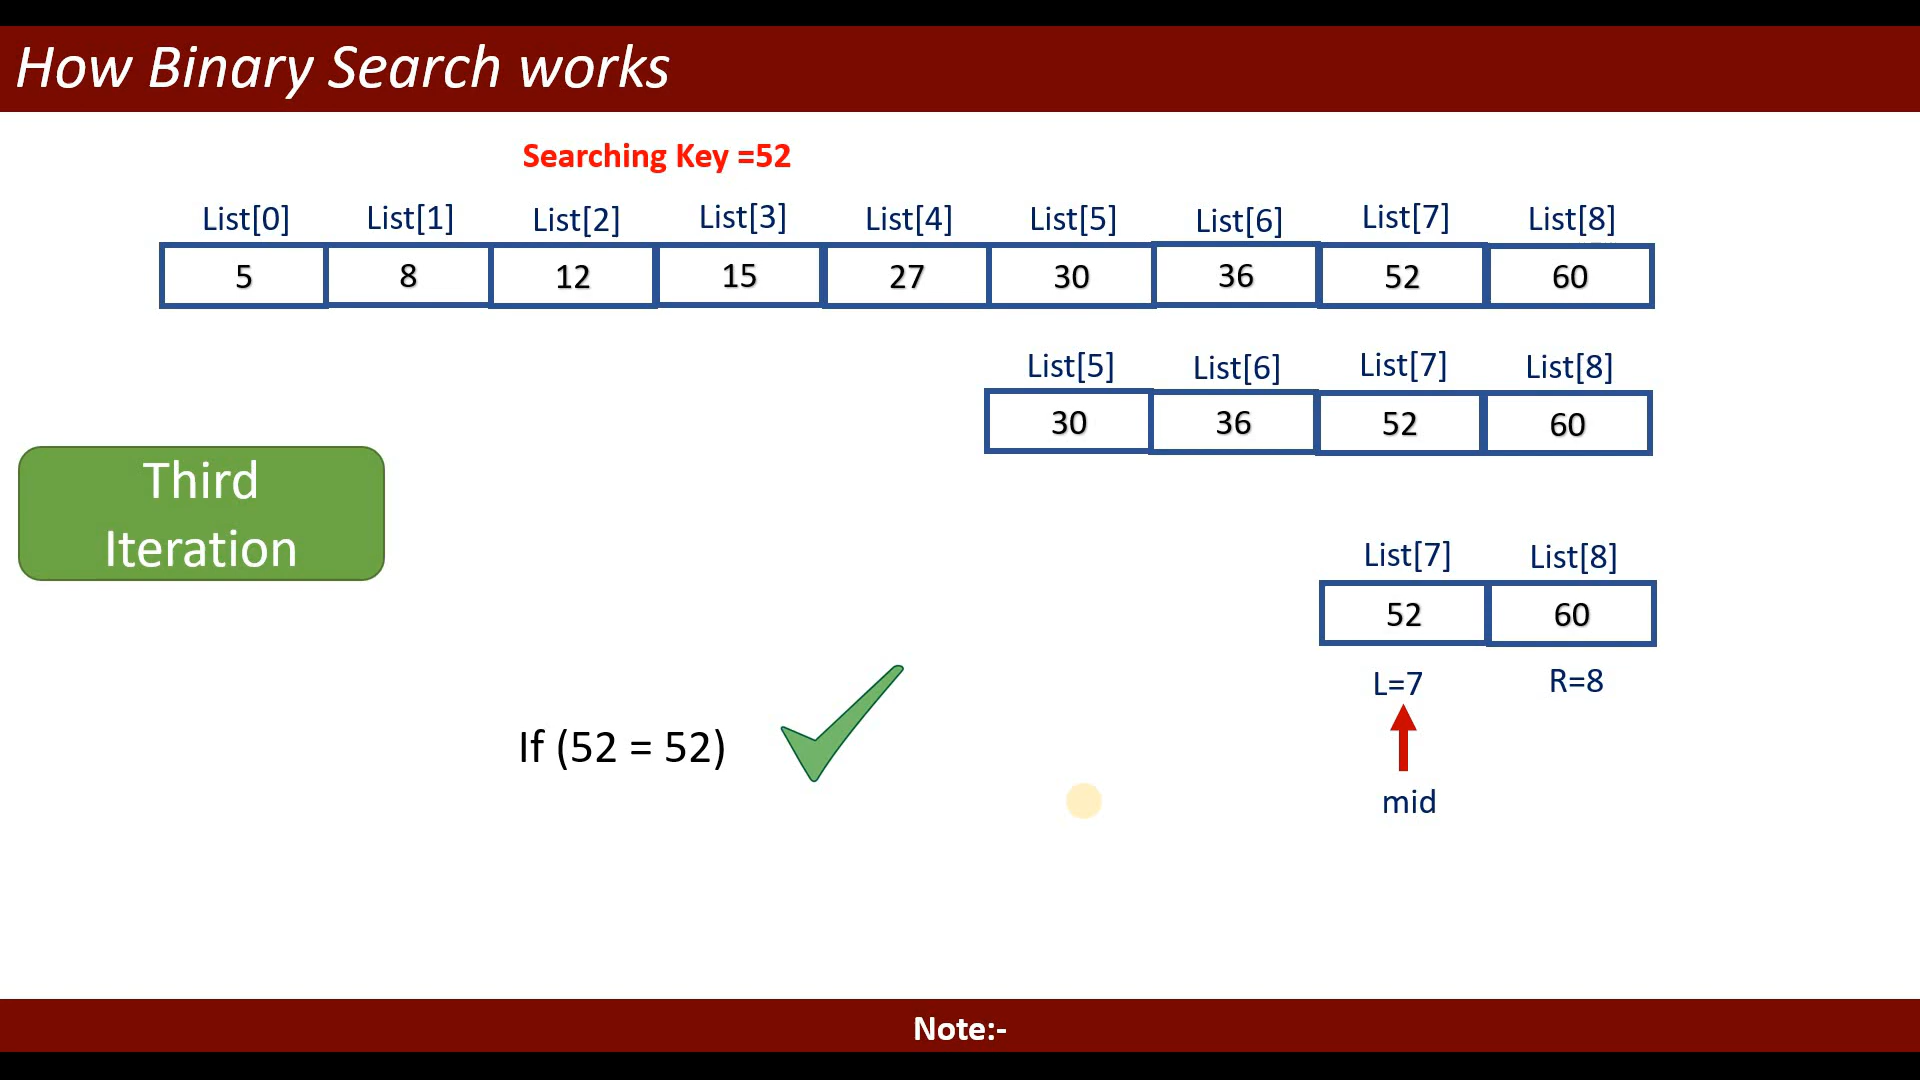 How Binary Search works
Searching Key =52
List[0] List[1] List[2] List[3] List[4] List[5] List[6] List[7] List[8]
5 8 12 15 27 30 36 52 60
List[5] List[6] List[7] List[8]
30 36 52 60
Third
Iteration
List[7] List[8]
52 60
L=7 R=8
If (52 = 52)
mid
Note:-